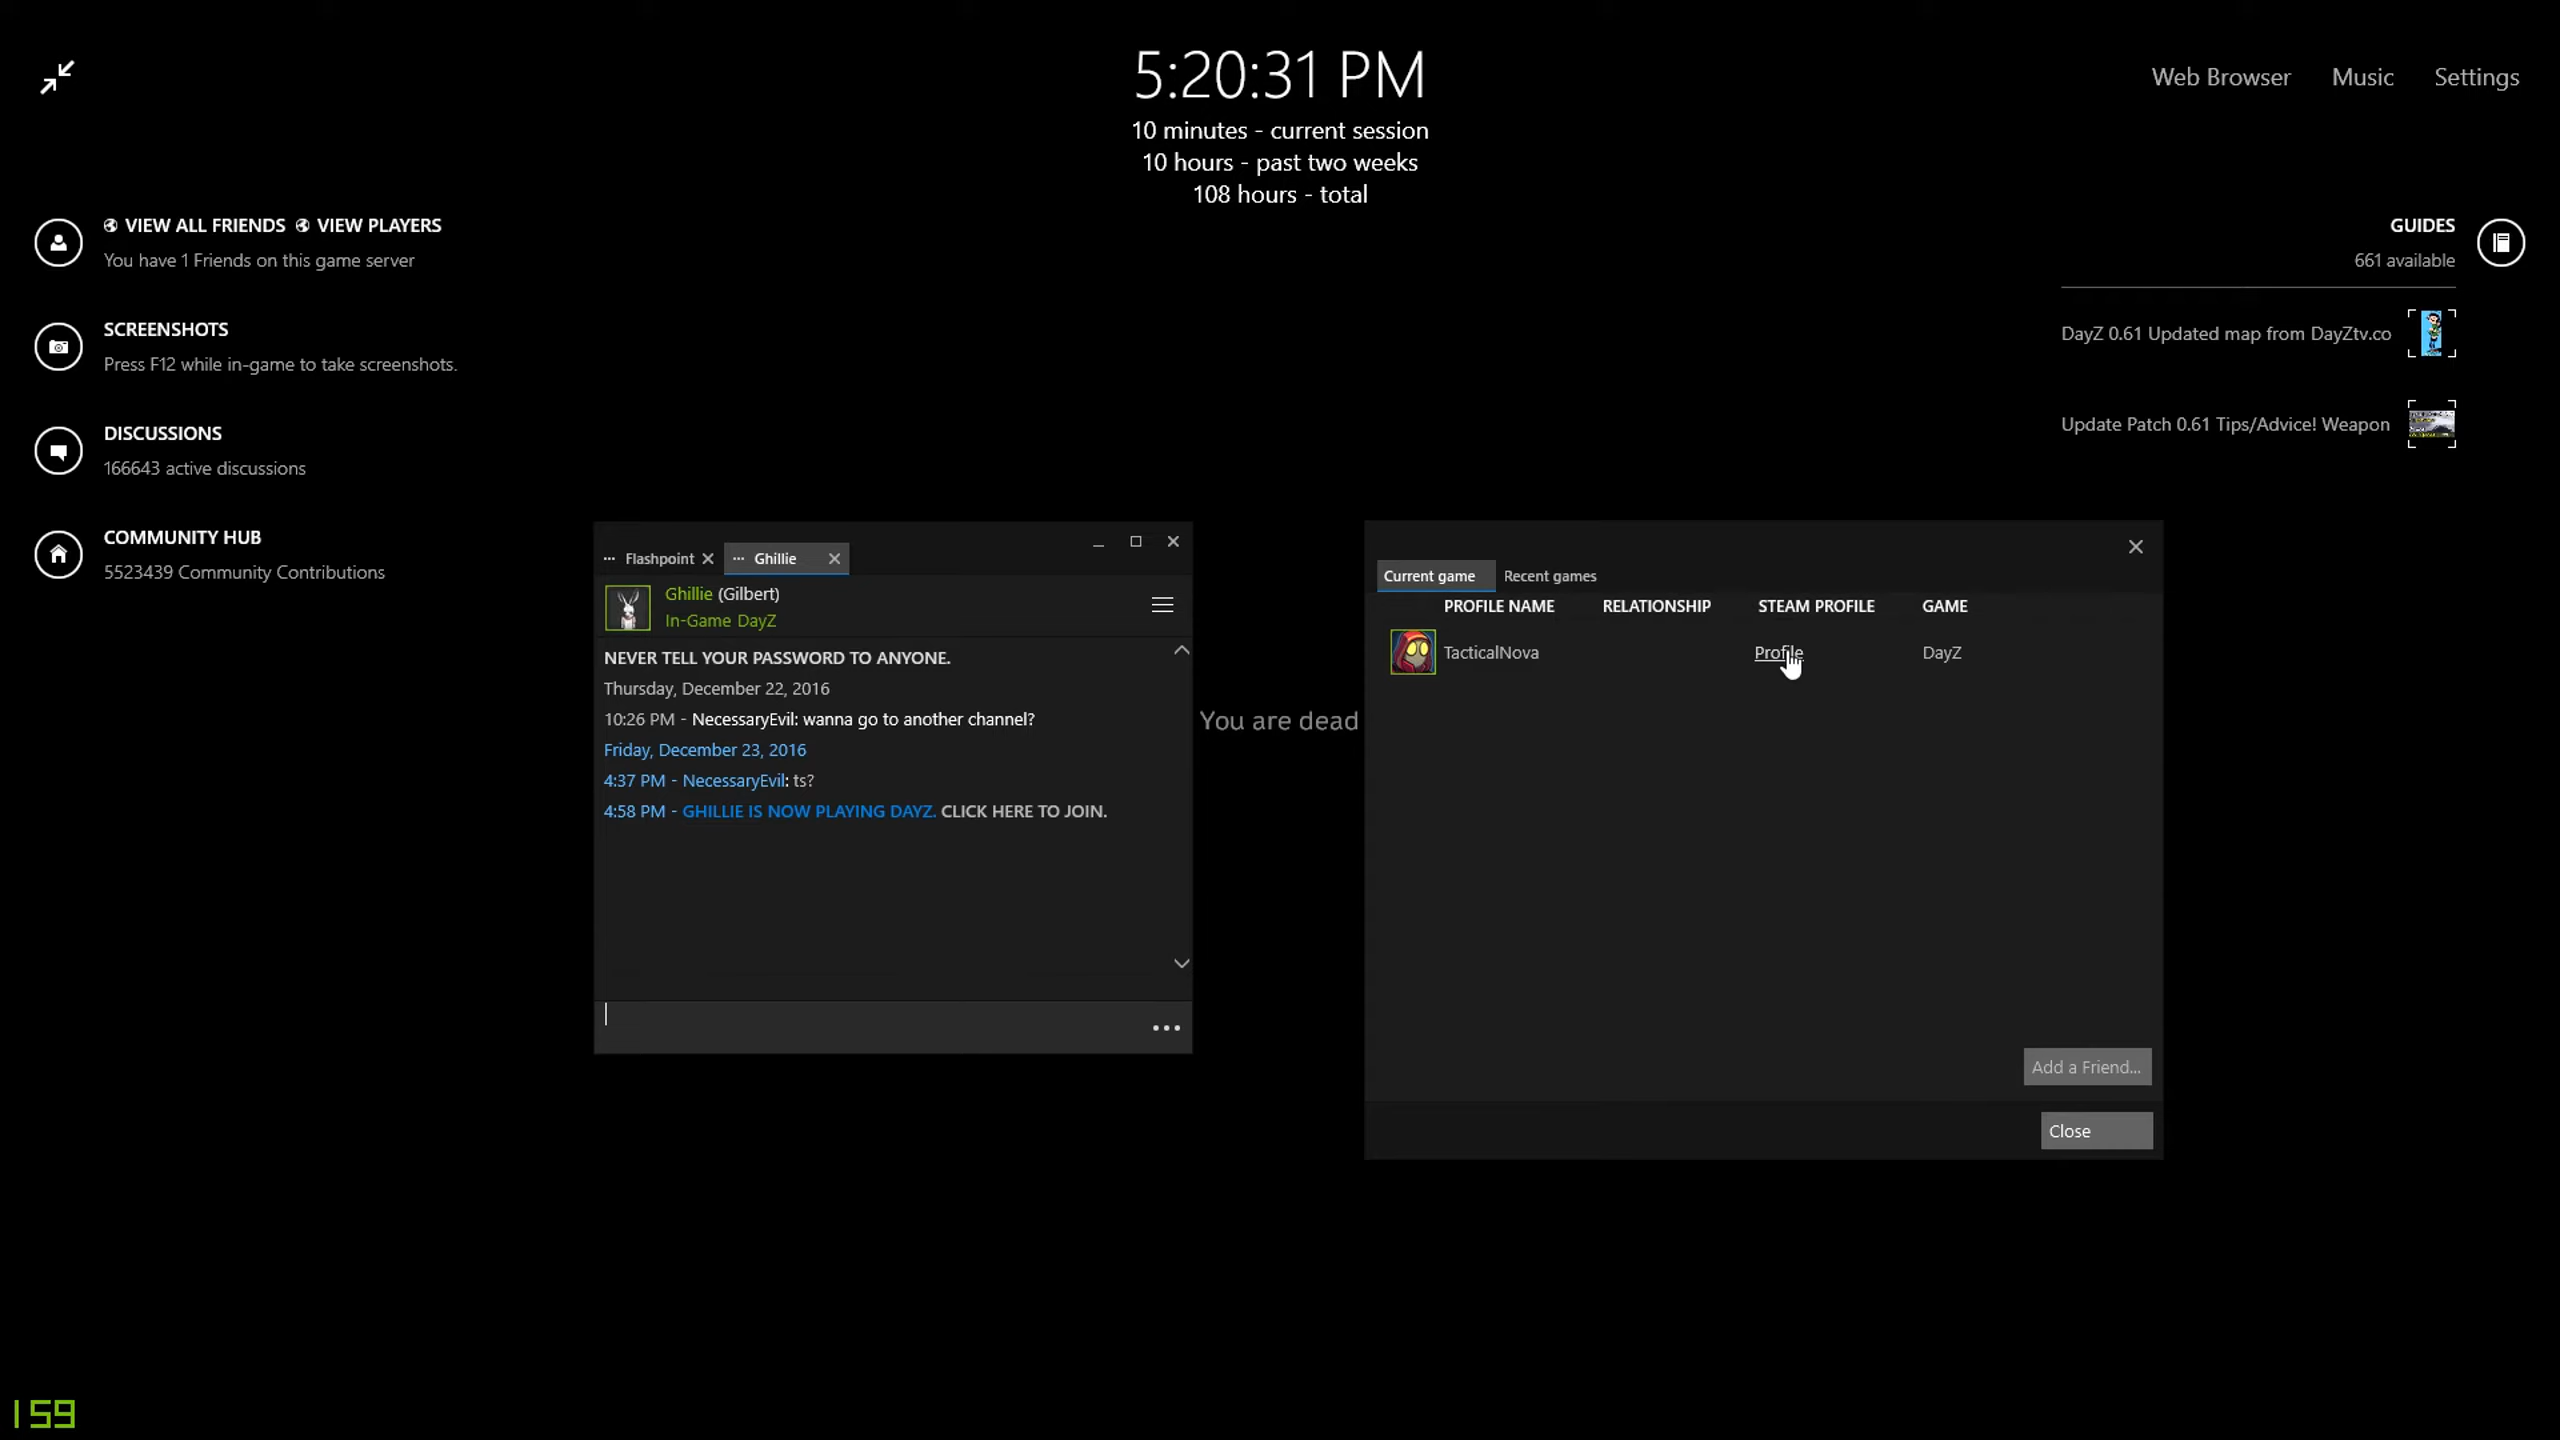 5:20:31 PM
10 minutes - current session
10 hours - past two weeks
108 hours - total
Web Browser Music Settings
VIEW ALL FRIENDS VIEW PLAYERS
You have 1 Friends on this game server
SCREENSHOTS
Press F12 while in-game to take screenshots.
DISCUSSIONS
166643 active discussions
COMMUNITY HUB
5523439 Community Contributions
GUIDES
661 available
DayZ 0.61 Updated map from DayZtv.co
Update Patch 0.61 Tips/Advice! Weapon
Flashpoint Ghillie
Ghillie (Gilbert)
In-Game DayZ
NEVER TELL YOUR PASSWORD TO ANYONE.
Thursday, December 22, 2016
10:26 PM - NecessaryEvil: wanna go to another channel?
Friday, December 23, 2016
4:37 PM - NecessaryEvil: ts?
4:58 PM - GHILLIE IS NOW PLAYING DAYZ. CLICK HERE TO JOIN.
You are dead
Current game Recent games
PROFILE NAME RELATIONSHIP STEAM PROFILE GAME
TacticalNova Profile DayZ
Add a Friend...
Close
159